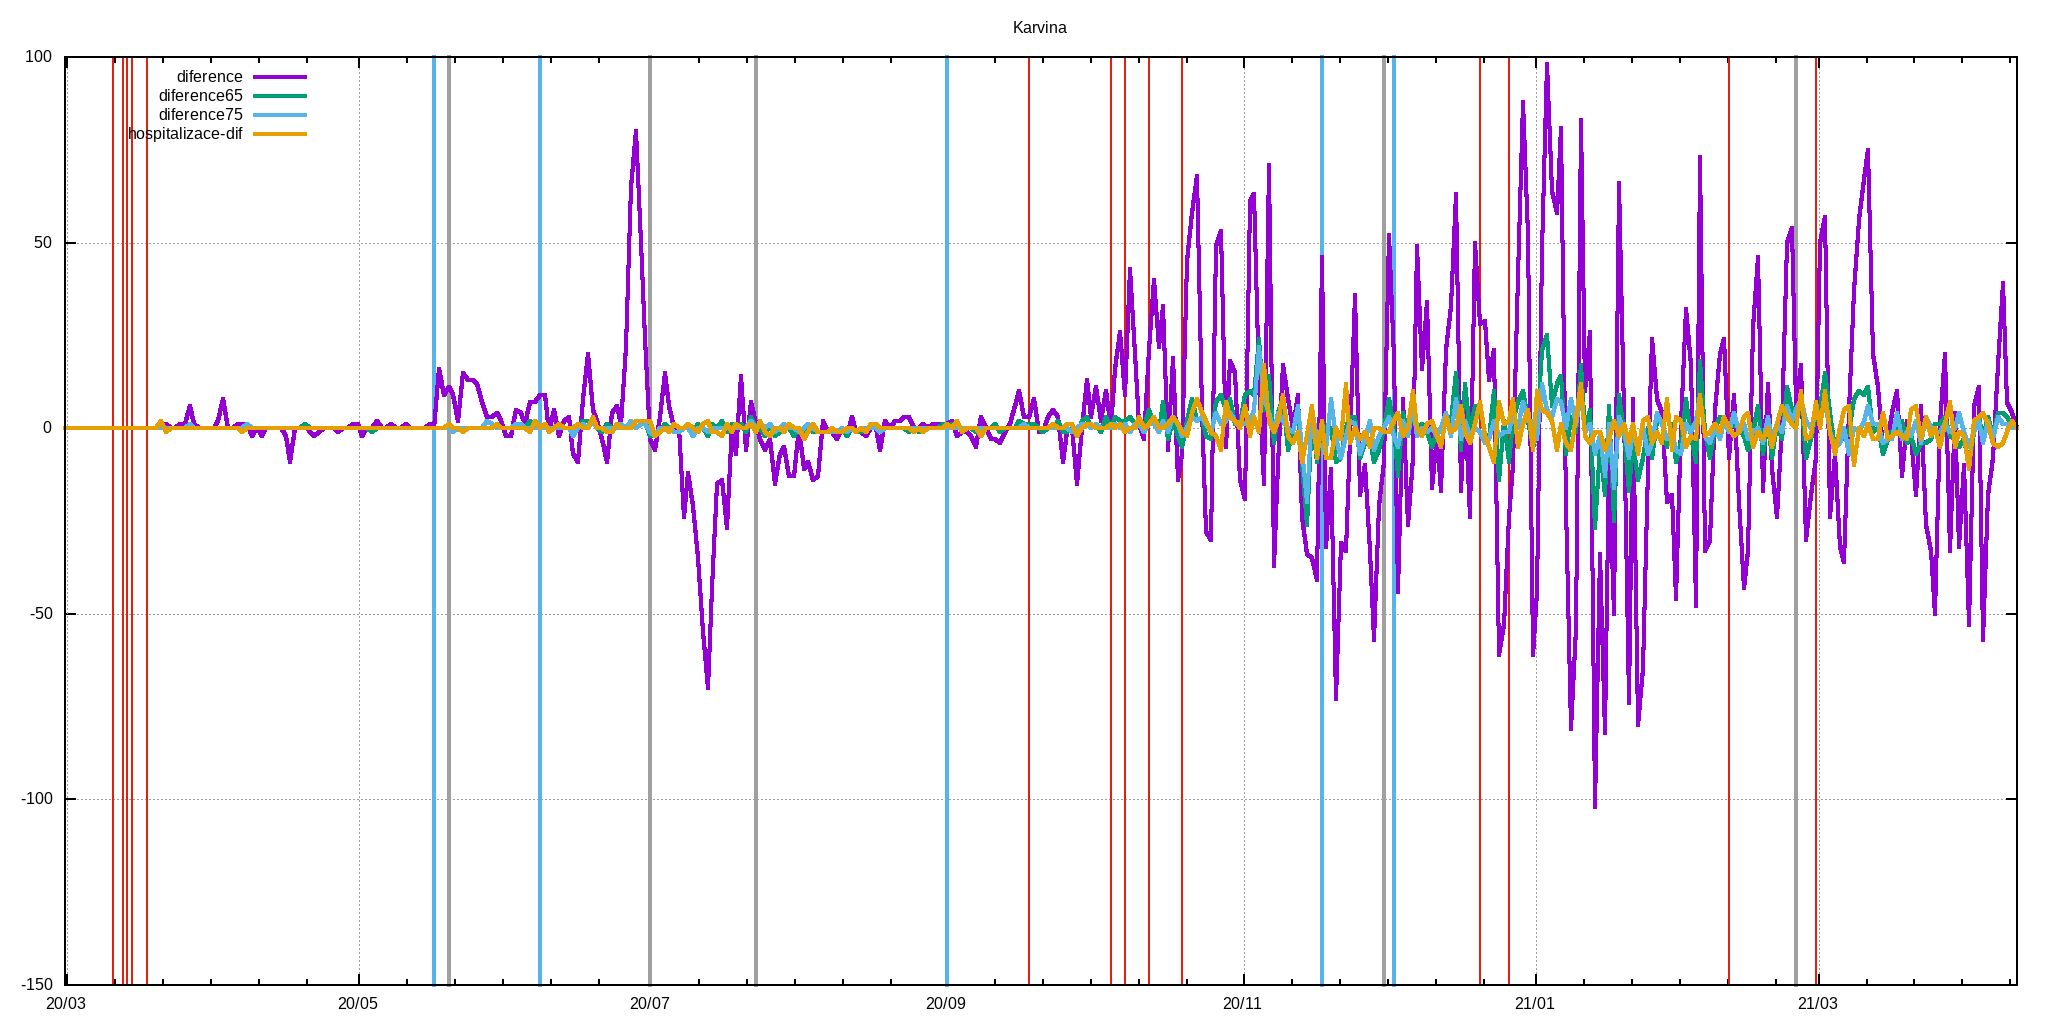 Karvina
100
50
0
-50
-100
-150
diference
diference65
diference75
hospitalizace-dif
20/03 20/05 20/07 20/09 20/11 21/01 21/03